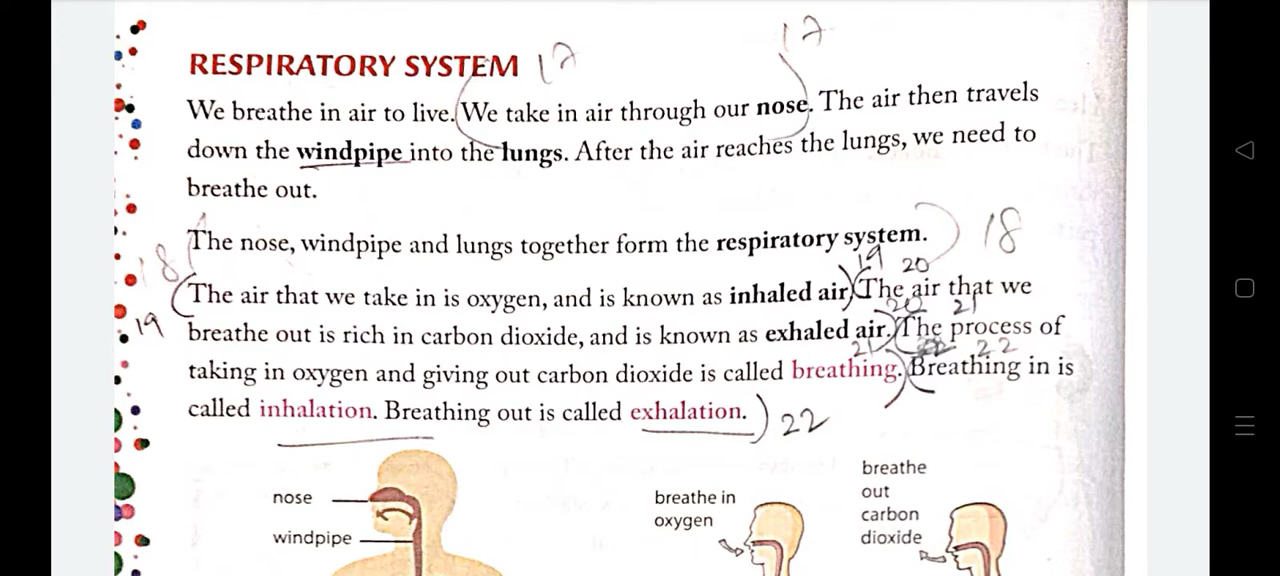 RESPIRATORY SYSTEM 17
17
We breathe in air to live. (We take in air through our nose. The air then travels
down the windpipe into the lungs. After the air reaches the lungs, we need to
breathe out.
The nose, windpipe and lungs together form the respiratory system. ) 18
18
19 20
(The air that we take in is oxygen, and is known as inhaled air) (The air that we
19 20 21
breathe out is rich in carbon dioxide, and is known as exhaled air.) (The process of
21 22 22
taking in oxygen and giving out carbon dioxide is called breathing.) (Breathing in is
called inhalation. Breathing out is called exhalation. ) 22
nose
windpipe
breathe in
oxygen
breathe
out
carbon
dioxide